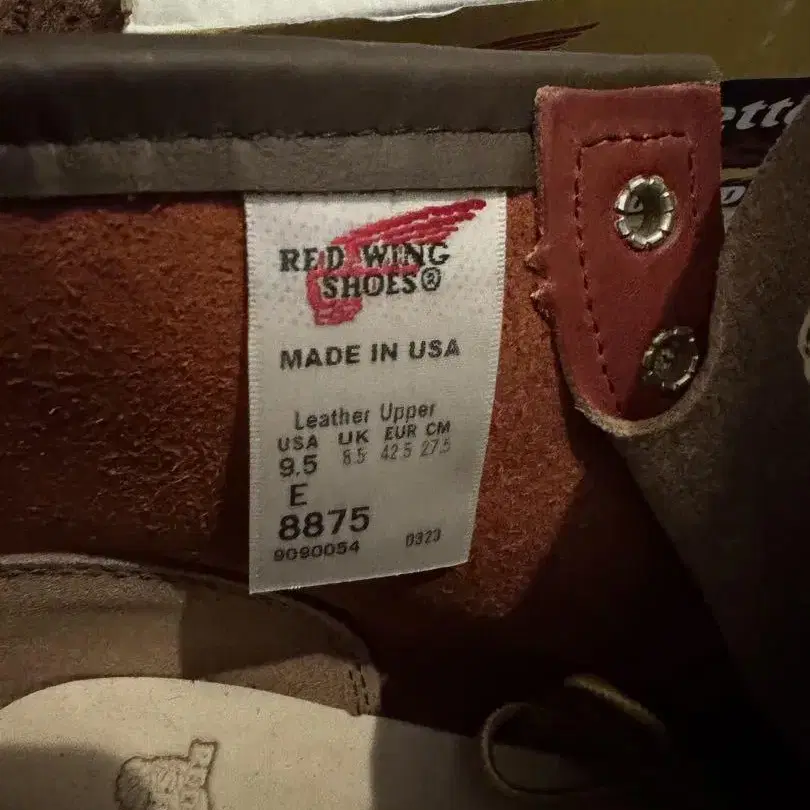 ett
RED WING
SHOES®
MADE IN USA
Leather Upper
USA UK EUR CM
9.5 8.5 42.5 27.5
E
8875
9090054 0323